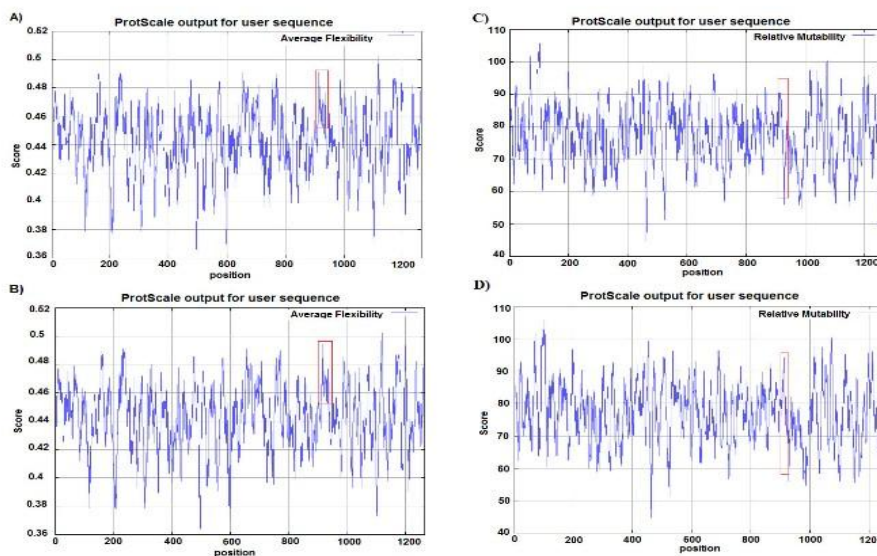 A)
ProtScale output for user sequence
Average Flexibility
0.52
0.5
0.48
0.46
0.44
0.42
0.4
0.38
0.36
Score
0 200 400 600 800 1000 1200
position
B)
ProtScale output for user sequence
Average Flexibility
0.52
0.5
0.48
0.46
0.44
0.42
0.4
0.38
0.36
Score
0 200 400 600 800 1000 1200
position
C)
ProtScale output for user sequence
Relative Mutability
110
100
90
80
70
60
50
40
Score
0 200 400 600 800 1000 1200
position
D)
ProtScale output for user sequence
Relative Mutability
110
100
90
80
70
60
50
40
Score
0 200 400 600 800 1000 1200
position